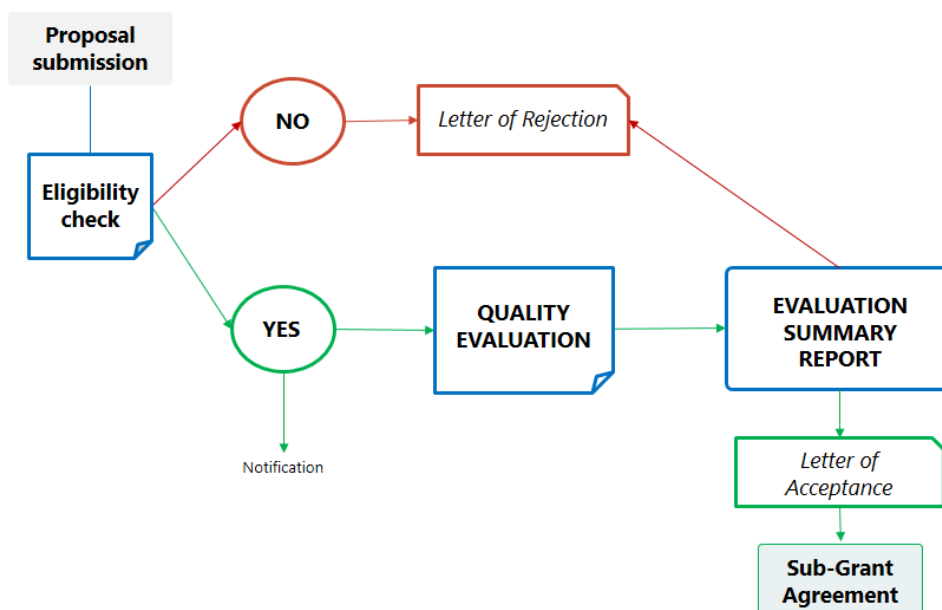 Proposal
submission
NO
Letter of Rejection
Eligibility
check
YES
QUALITY
EVALUATION
EVALUATION
SUMMARY
REPORT
Notification
Letter of
Acceptance
Sub-Grant
Agreement